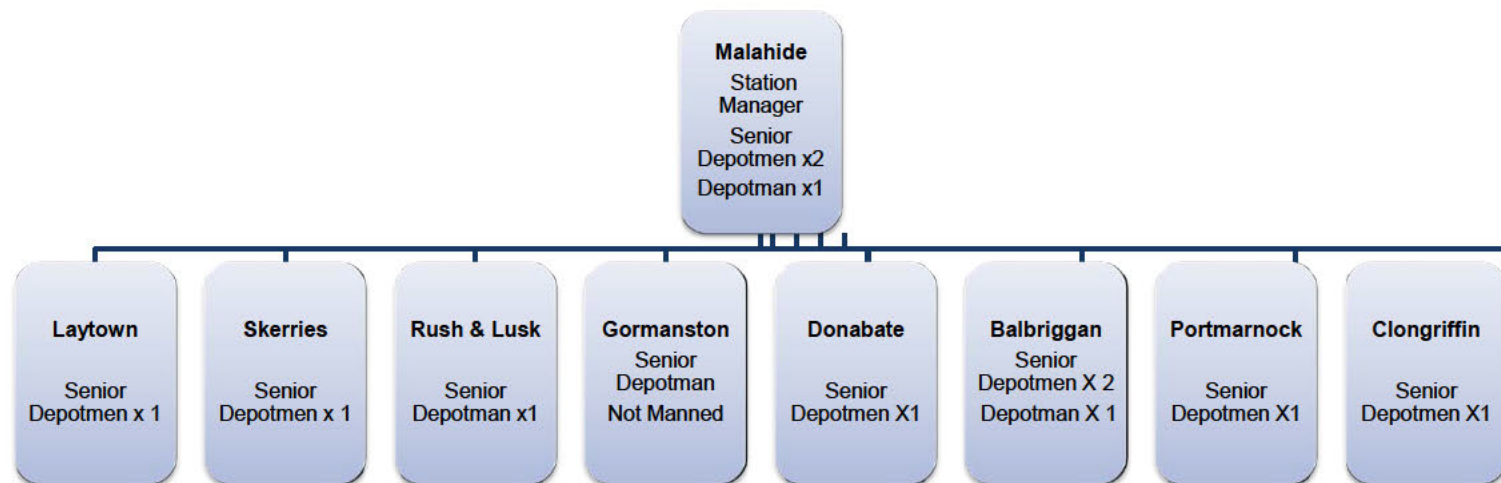 Malahide
Station
Manager
Senior
Depotmen x2
Depotman x1
Laytown
Senior
Depotmen x 1
Skerries
Senior
Depotmen x 1
Rush & Lusk
Senior
Depotman x1
Gormanston
Senior
Depotman
Not Manned
Donabate
Senior
Depotmen X1
Balbriggan
Senior
Depotmen X 2
Depotman X 1
Portmarnock
Senior
Depotmen X1
Clongriffin
Senior
Depotmen X1